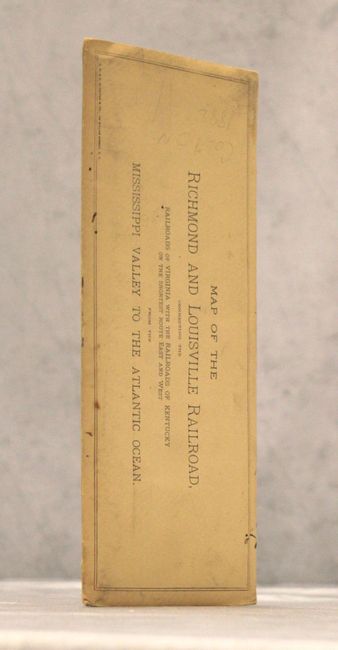 MAP OF THE
RICHMOND AND LOUISVILLE RAILROAD,
CONNECTING THE
RAILROADS OF VIRGINIA WITH THE RAILROADS OF KENTUCKY
ON THE SHORTEST ROUTE EAST AND WEST
FROM THE
MISSISSIPPI VALLEY TO THE ATLANTIC OCEAN.